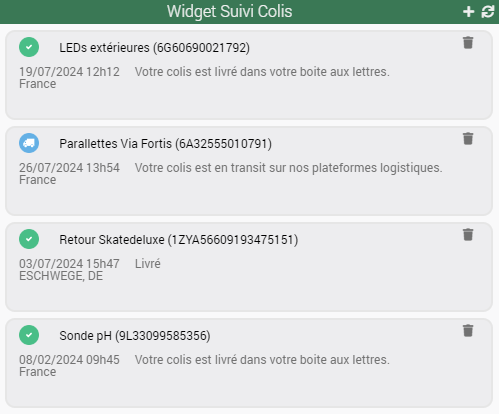 Widget Suivi Colis
LEDs extérieures (6G60690021792)
19/07/2024 12h12 Votre colis est livré dans votre boite aux lettres.
France
Parallettes Via Fortis (6A32555010791)
26/07/2024 13h54 Votre colis est en transit sur nos plateformes logistiques.
France
Retour Skatedeluxe (1ZYA56609193475151)
03/07/2024 15h47 Livré
ESCHWEGE, DE
Sonde pH (9L33099585356)
08/02/2024 09h45 Votre colis est livré dans votre boite aux lettres.
France